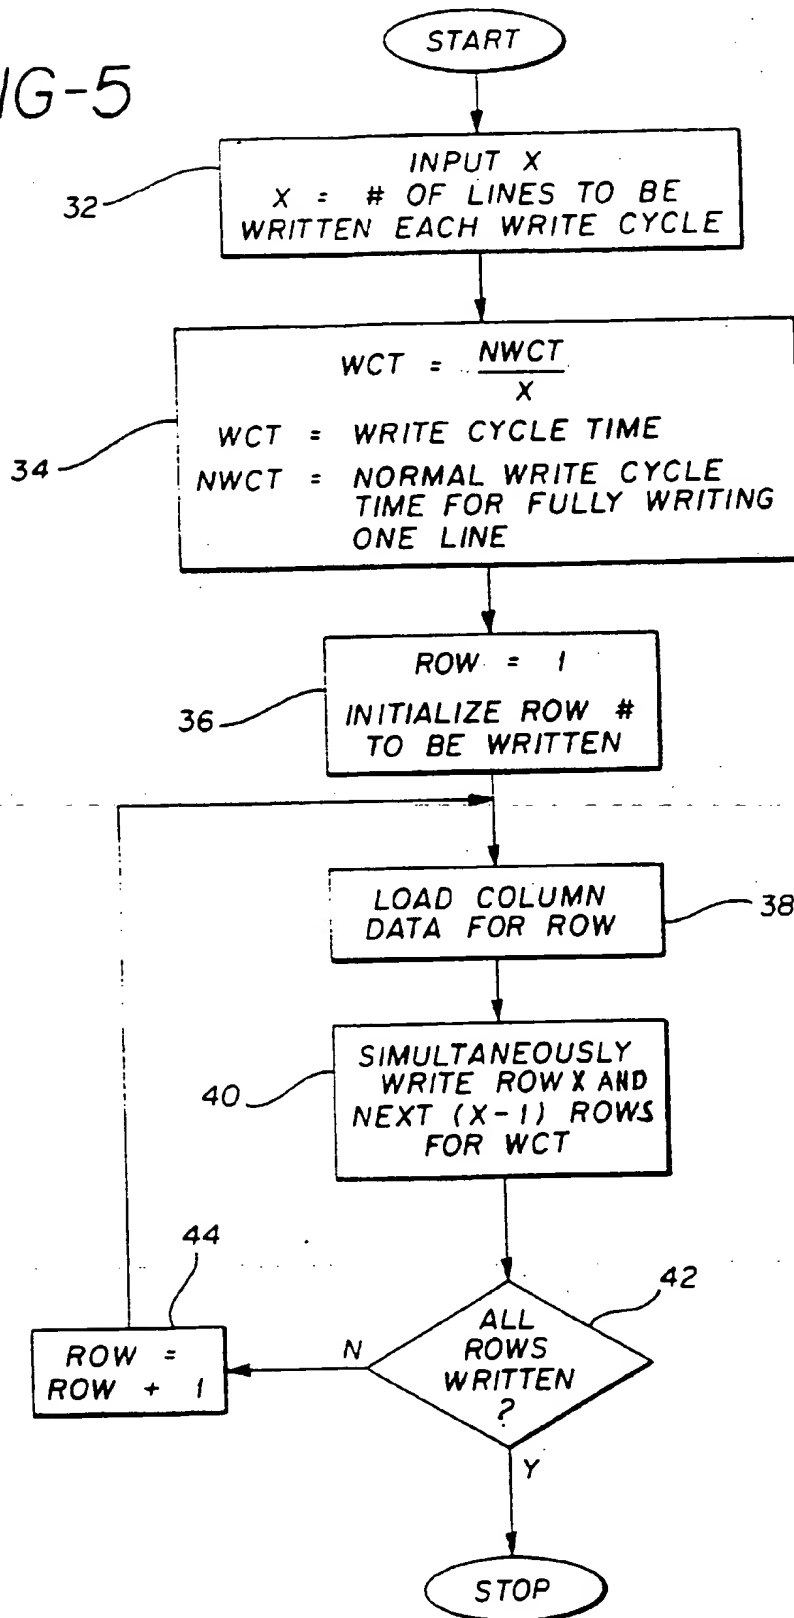 IG-5
START
32
INPUT X
X = # OF LINES TO BE
WRITTEN EACH WRITE CYCLE
34
WCT = NWCT
X
WCT = WRITE CYCLE TIME
NWCT = NORMAL WRITE CYCLE
TIME FOR FULLY WRITING
ONE LINE
36
ROW = 1
INITIALIZE ROW #
TO BE WRITTEN
LOAD COLUMN
DATA FOR ROW
38
40
SIMULTANEOUSLY
WRITE ROW X AND
NEXT (X-1) ROWS
FOR WCT
44
42
ALL
ROWS
WRITTEN
?
N
ROW =
ROW + 1
Y
STOP